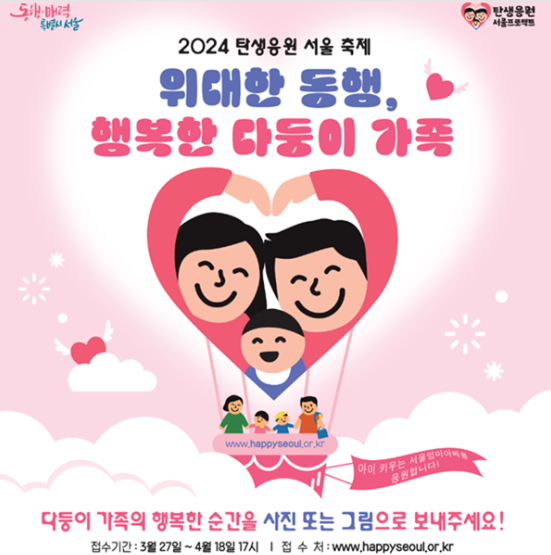 동행·매력
특별시 서울
탄생응원
서울프로젝트
2024 탄생응원 서울 축제
위대한 동행,
행복한 다둥이 가족
www.happyseoul.or.kr
아이 키우는 서울엄마아빠를
응원합니다!
다둥이 가족의 행복한 순간을 사진 또는 그림으로 보내주세요!
접수기간 : 3월 27일 ~ 4월 18일 17시 | 접 수 처 : www.happyseoul.or.kr